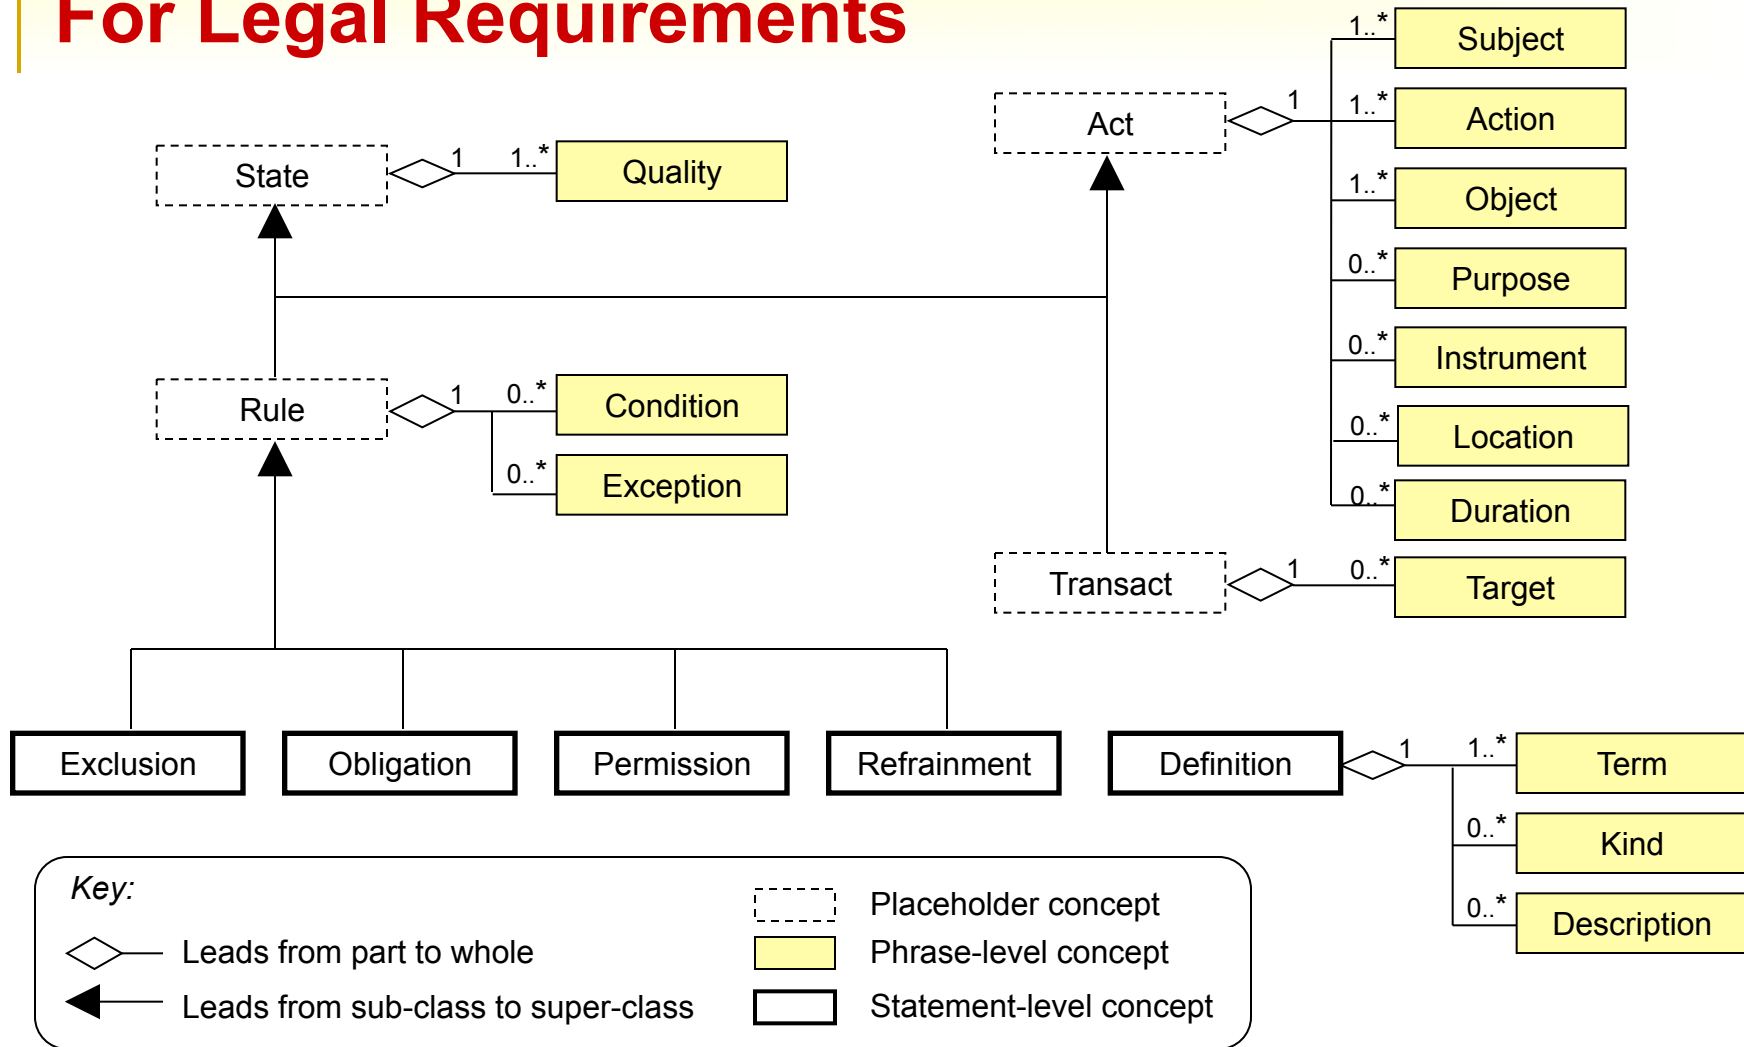 For Legal Requirements
State
1
1..*
Quality
Act
1
1..*
Subject
1..*
Action
1..*
Object
0..*
Purpose
0..*
Instrument
0..*
Location
0..*
Duration
Rule
1
0..*
Condition
0..*
Exception
Transact
1
0..*
Target
Exclusion
Obligation
Permission
Refrainment
Definition
1
1..*
Term
0..*
Kind
0..*
Description
Key:
Leads from part to whole
Leads from sub-class to super-class
Placeholder concept
Phrase-level concept
Statement-level concept